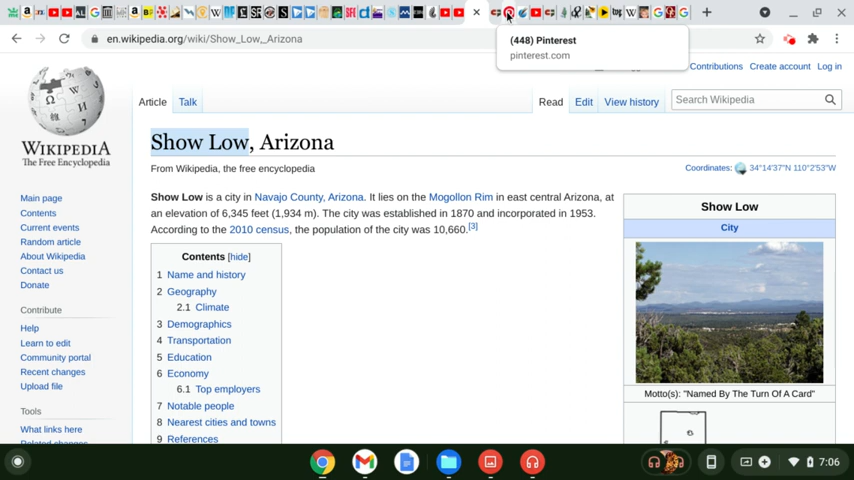 (448) Pinterest
pinterest.com
en.wikipedia.org/wiki/Show_Low,_Arizona
Contributions Create account Log in
Article Talk Read Edit View history Search Wikipedia
WIKIPEDIA
The Free Encyclopedia
Show Low, Arizona
From Wikipedia, the free encyclopedia
Coordinates: 34°14′37″N 110°2′53″W
Main page
Contents
Current events
Random article
About Wikipedia
Contact us
Donate
Contribute
Help
Learn to edit
Community portal
Recent changes
Upload file
Tools
What links here
Related changes
Show Low is a city in Navajo County, Arizona. It lies on the Mogollon Rim in east central Arizona, at
an elevation of 6,345 feet (1,934 m). The city was established in 1870 and incorporated in 1953.
According to the 2010 census, the population of the city was 10,660.[3]
Contents [hide]
1 Name and history
2 Geography
2.1 Climate
3 Demographics
4 Transportation
5 Education
6 Economy
6.1 Top employers
7 Notable people
8 Nearest cities and towns
9 References
Show Low
City
Motto(s): "Named By The Turn Of A Card"
7:06